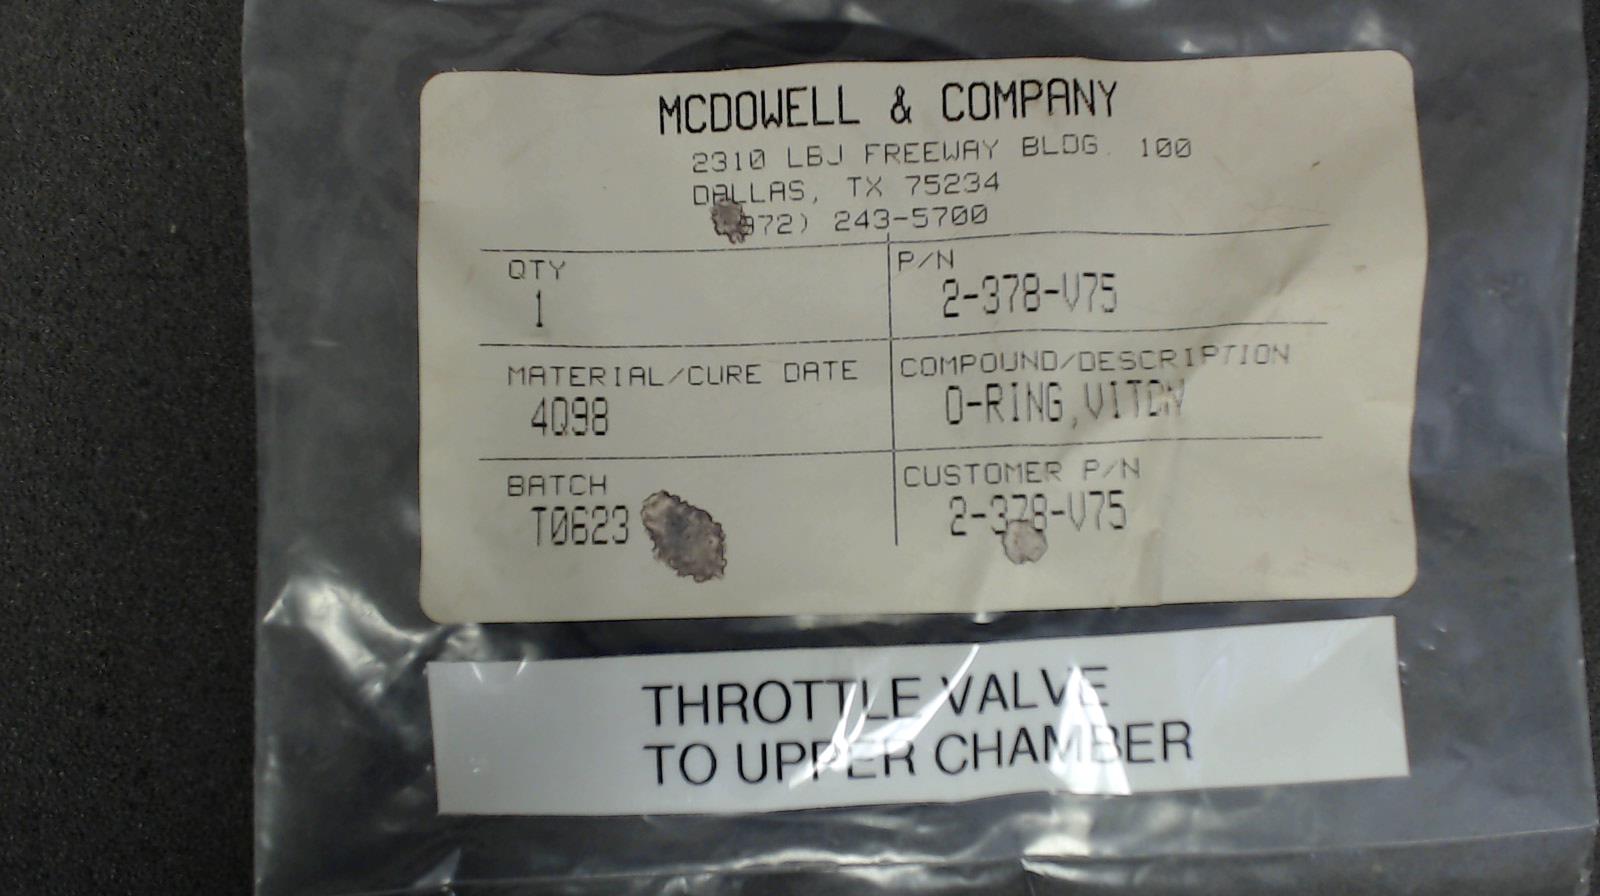 MCDOWELL & COMPANY
2310 LBJ FREEWAY BLDG. 100
DALLAS, TX 75234
972) 243-5700
QTY
1
P/N
2-378-V75
MATERIAL/CURE DATE
4Q98
COMPOUND/DESCRIPTION
O-RING,VITON
BATCH
T0623
CUSTOMER P/N
2-378-V75
THROTTLE VALVE
TO UPPER CHAMBER